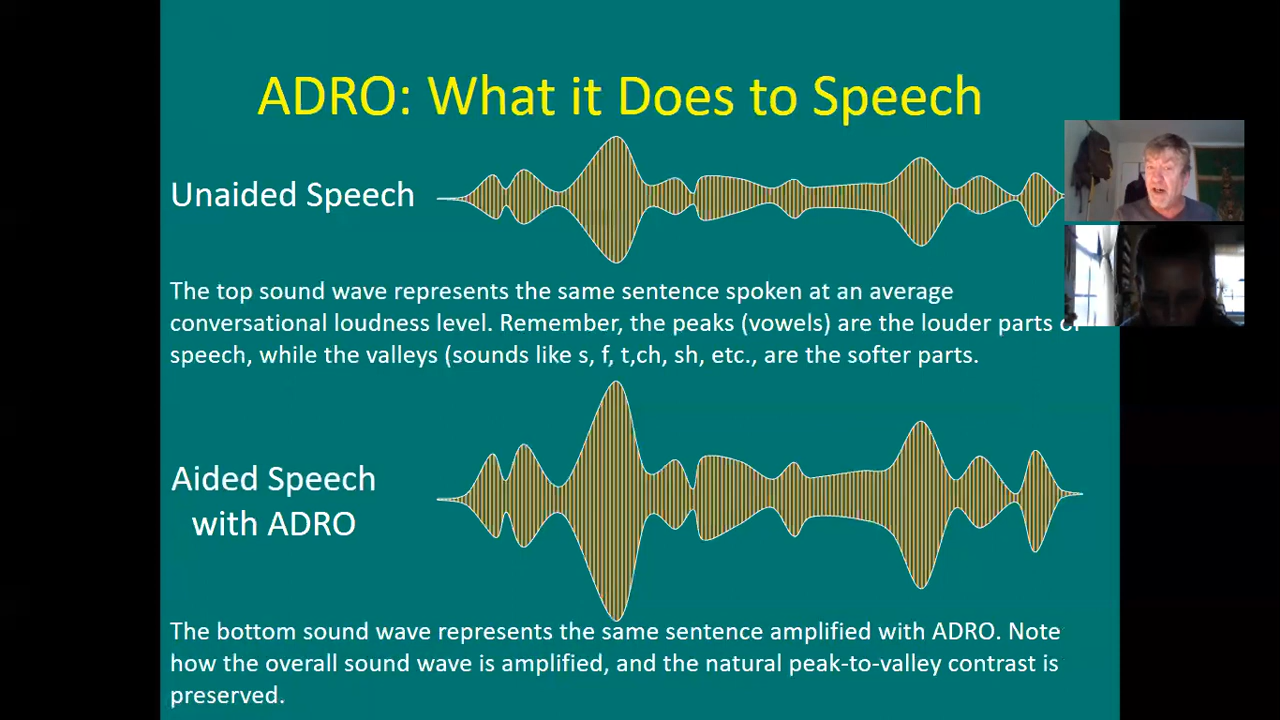 ADRO: What it Does to Speech
Unaided Speech
The top sound wave represents the same sentence spoken at an average
conversational loudness level. Remember, the peaks (vowels) are the louder parts of
speech, while the valleys (sounds like s, f, t,ch, sh, etc., are the softer parts.
Aided Speech
with ADRO
The bottom sound wave represents the same sentence amplified with ADRO. Note
how the overall sound wave is amplified, and the natural peak-to-valley contrast is
preserved.